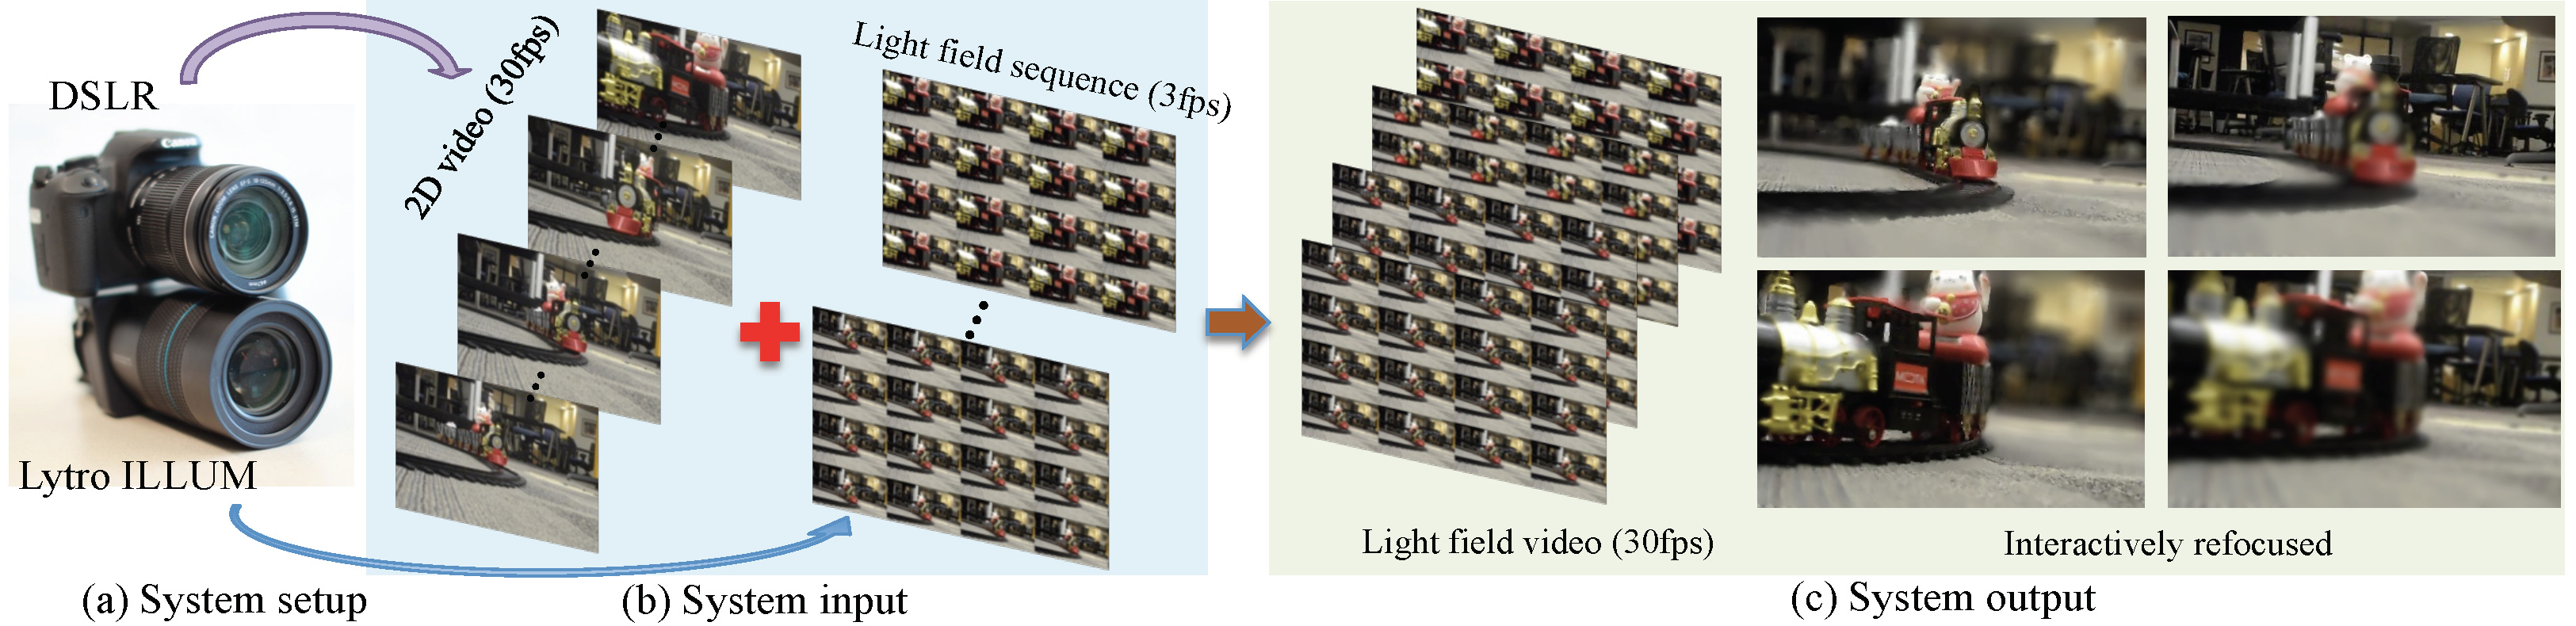 DSLR
Canon
Lytro ILLUM
2D video (30fps)
Light field sequence (3fps)
Light field video (30fps)
Interactively refocused
(a) System setup
(b) System input
(c) System output